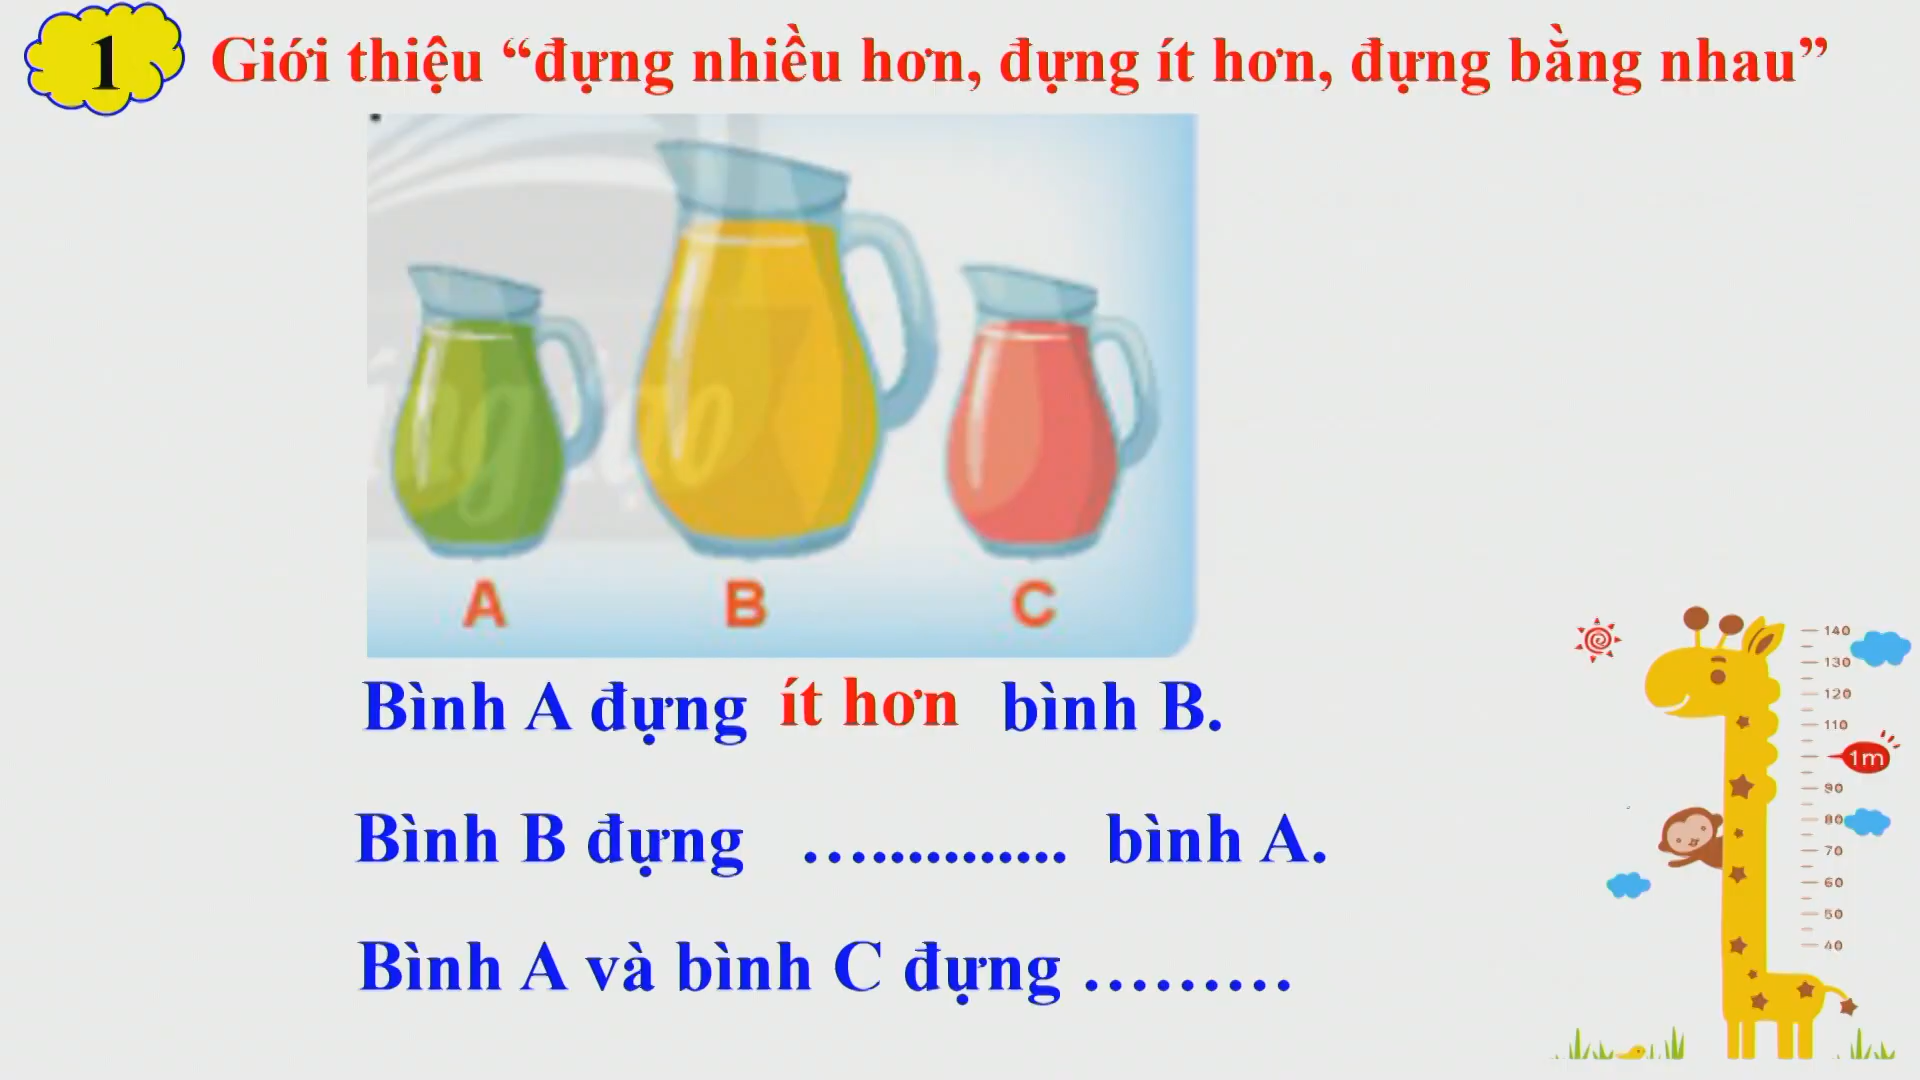 1 Giới thiệu “đựng nhiều hơn, đựng ít hơn, đựng bằng nhau”
A B C
Bình A đựng ít hơn bình B.
Bình B đựng …........... bình A.
Bình A và bình C đựng ………
140
130
120
110
1m
90
80
70
60
50
40